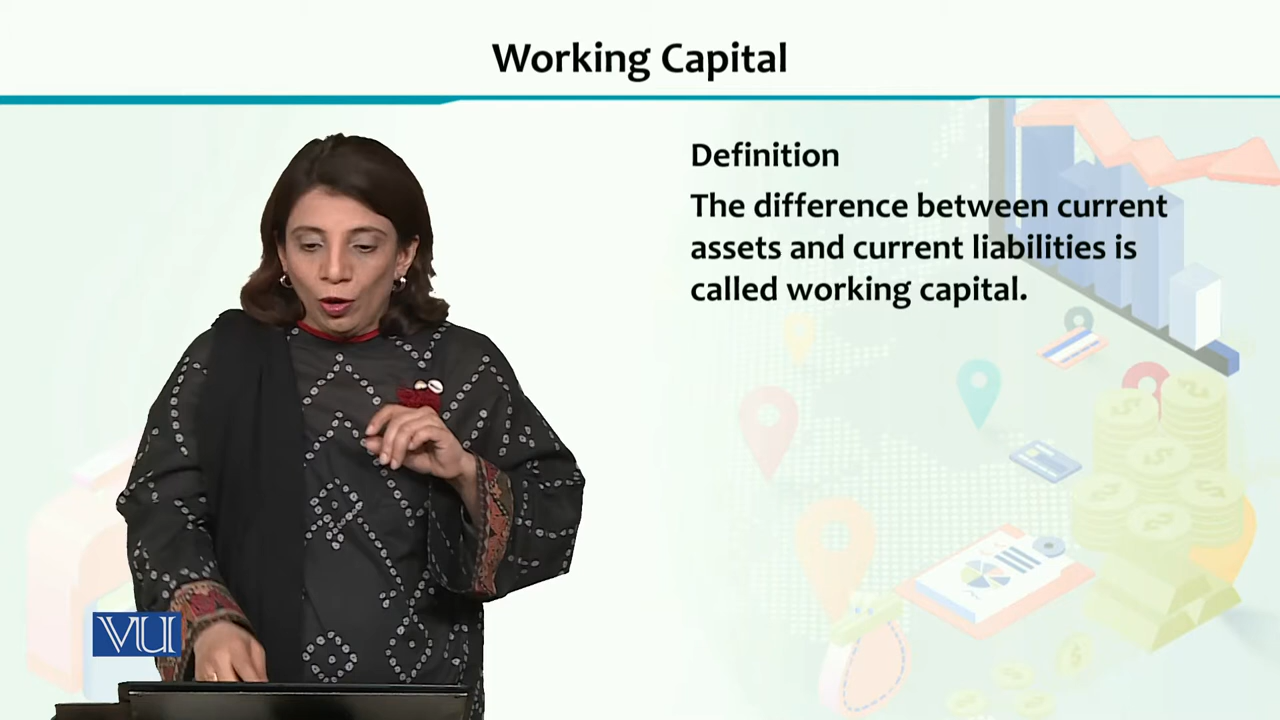 Working Capital
Definition
The difference between current
assets and current liabilities is
called working capital.
VU